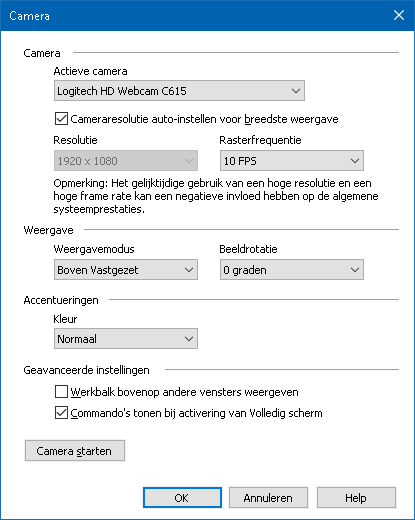 Camera
Camera
Actieve camera
Logitech HD Webcam C615
Cameraresolutie auto-instellen voor breedste weergave
Resolutie
Rasterfrequentie
1920 x 1080
10 FPS
Opmerking: Het gelijktijdige gebruik van een hoge resolutie en een
hoge frame rate kan een negatieve invloed hebben op de algemene
systeemprestaties.
Weergave
Weergavemodus
Beeldrotatie
Boven Vastgezet
0 graden
Accentueringen
Kleur
Normaal
Geavanceerde instellingen
Werkbalk bovenop andere vensters weergeven
Commando's tonen bij activering van Volledig scherm
Camera starten
OK
Annuleren
Help